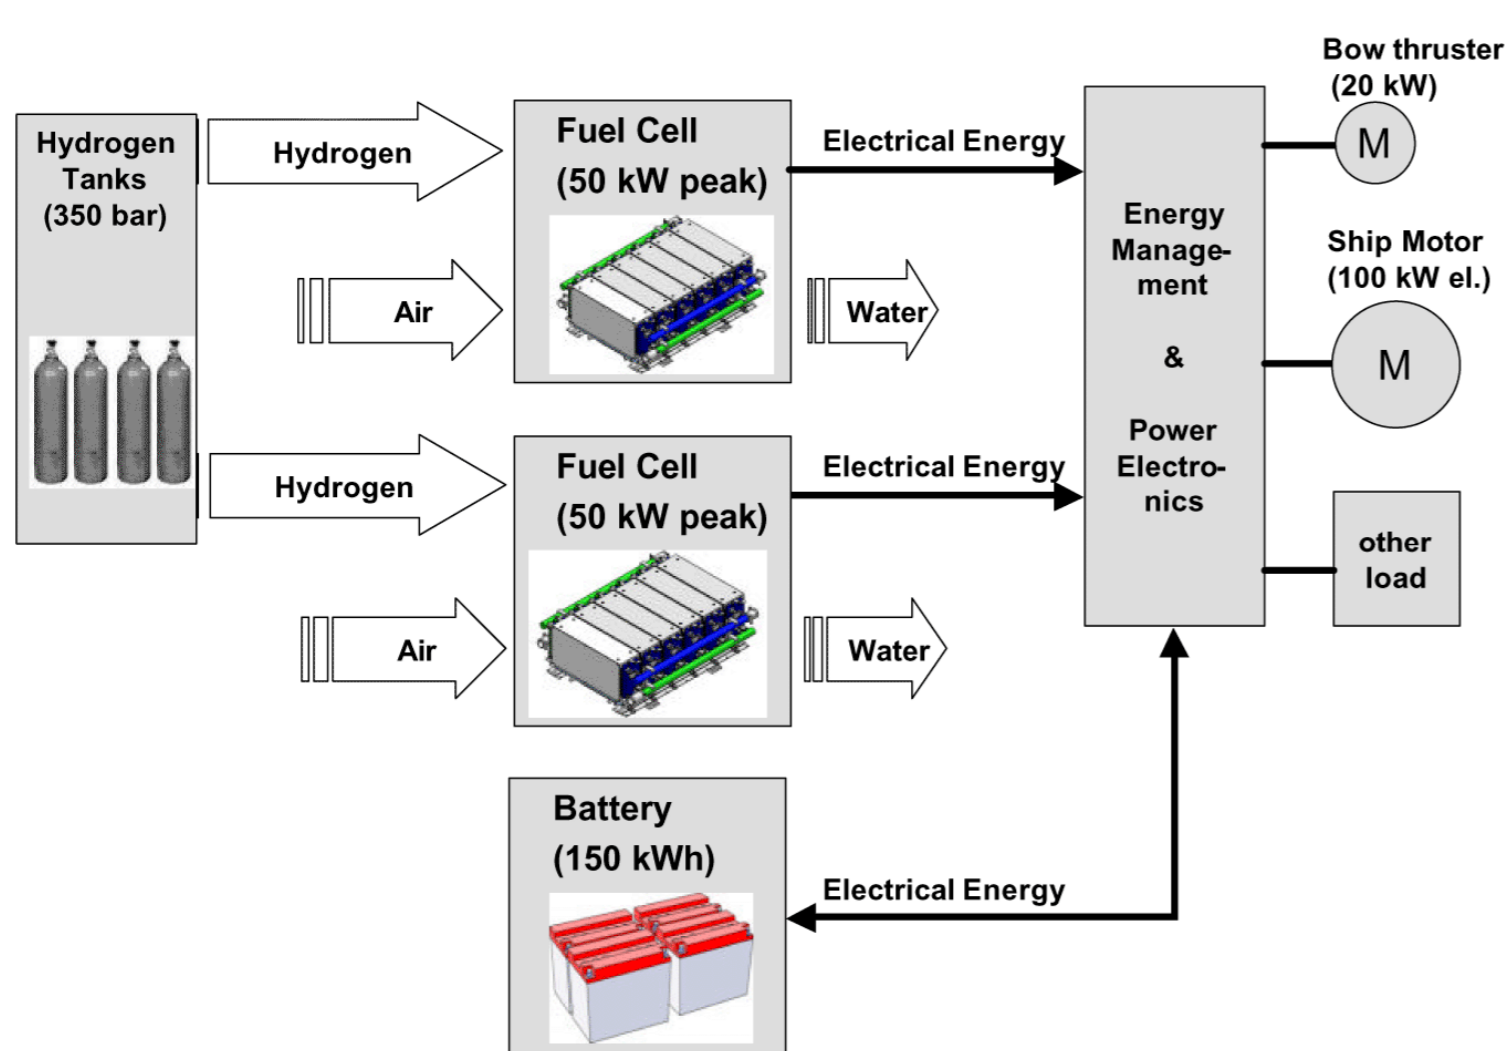 Hydrogen
Tanks
(350 bar)
Hydrogen
Air
Fuel Cell
(50 kW peak)
Water
Electrical Energy
Hydrogen
Air
Fuel Cell
(50 kW peak)
Water
Electrical Energy
Battery
(150 kWh)
Electrical Energy
Energy
Manage-
ment
&
Power
Electro-
nics
Bow thruster
(20 kW)
M
Ship Motor
(100 kW el.)
M
other
load